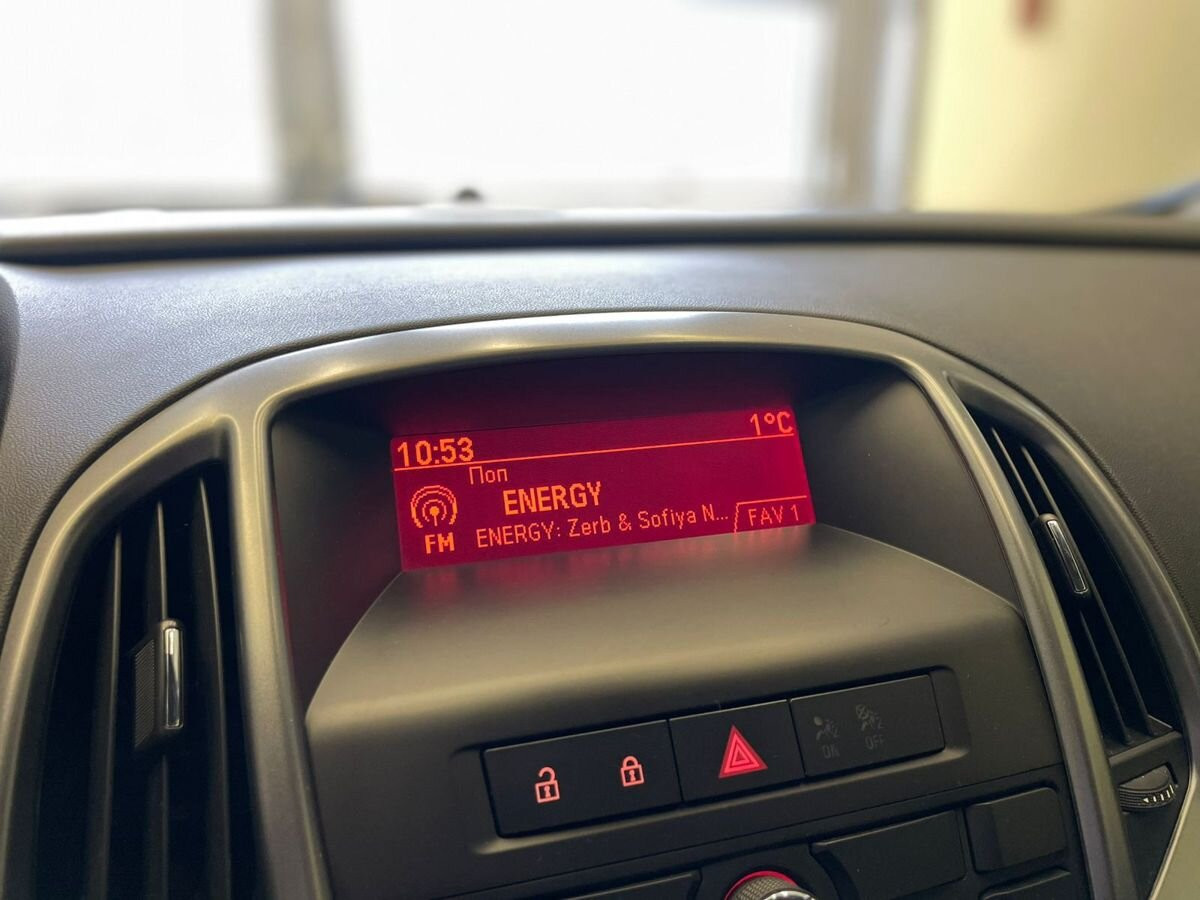 10:53 1°C
Поп
ENERGY
FM ENERGY: Zerb & Sofiya N... FAV 1
ON OFF